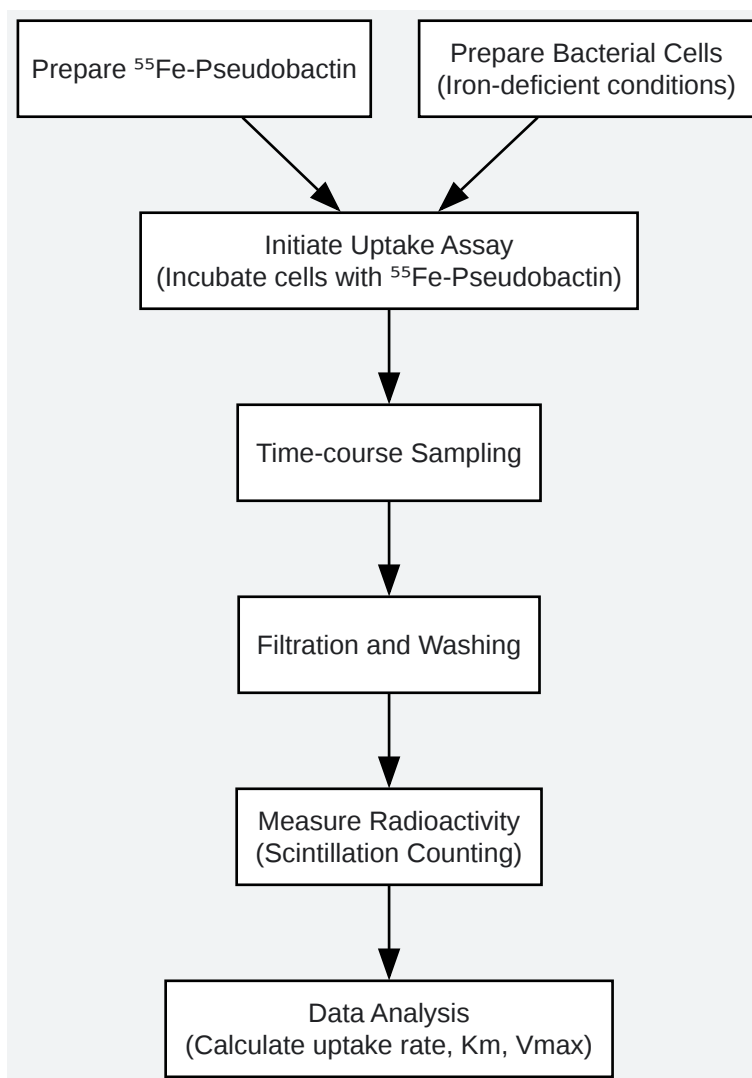 Prepare ⁵⁵Fe-Pseudobactin
Prepare Bacterial Cells
(Iron-deficient conditions)
Initiate Uptake Assay
(Incubate cells with ⁵⁵Fe-Pseudobactin)
Time-course Sampling
Filtration and Washing
Measure Radioactivity
(Scintillation Counting)
Data Analysis
(Calculate uptake rate, Km, Vmax)